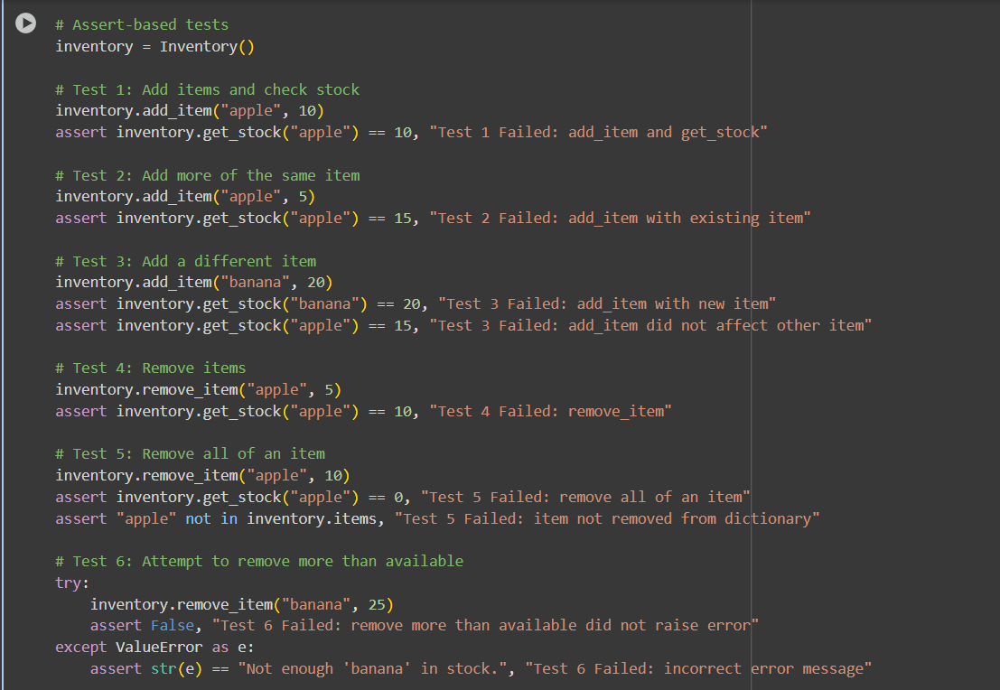 # Assert-based tests
inventory = Inventory()
# Test 1: Add items and check stock
inventory.add_item("apple", 10)
assert inventory.get_stock("apple") == 10, "Test 1 Failed: add_item and get_stock"
# Test 2: Add more of the same item
inventory.add_item("apple", 5)
assert inventory.get_stock("apple") == 15, "Test 2 Failed: add_item with existing item"
# Test 3: Add a different item
inventory.add_item("banana", 20)
assert inventory.get_stock("banana") == 20, "Test 3 Failed: add_item with new item"
assert inventory.get_stock("apple") == 15, "Test 3 Failed: add_item did not affect other item"
# Test 4: Remove items
inventory.remove_item("apple", 5)
assert inventory.get_stock("apple") == 10, "Test 4 Failed: remove_item"
# Test 5: Remove all of an item
inventory.remove_item("apple", 10)
assert inventory.get_stock("apple") == 0, "Test 5 Failed: remove all of an item"
assert "apple" not in inventory.items, "Test 5 Failed: item not removed from dictionary"
# Test 6: Attempt to remove more than available
try:
    inventory.remove_item("banana", 25)
    assert False, "Test 6 Failed: remove more than available did not raise error"
except ValueError as e:
    assert str(e) == "Not enough 'banana' in stock.", "Test 6 Failed: incorrect error message"